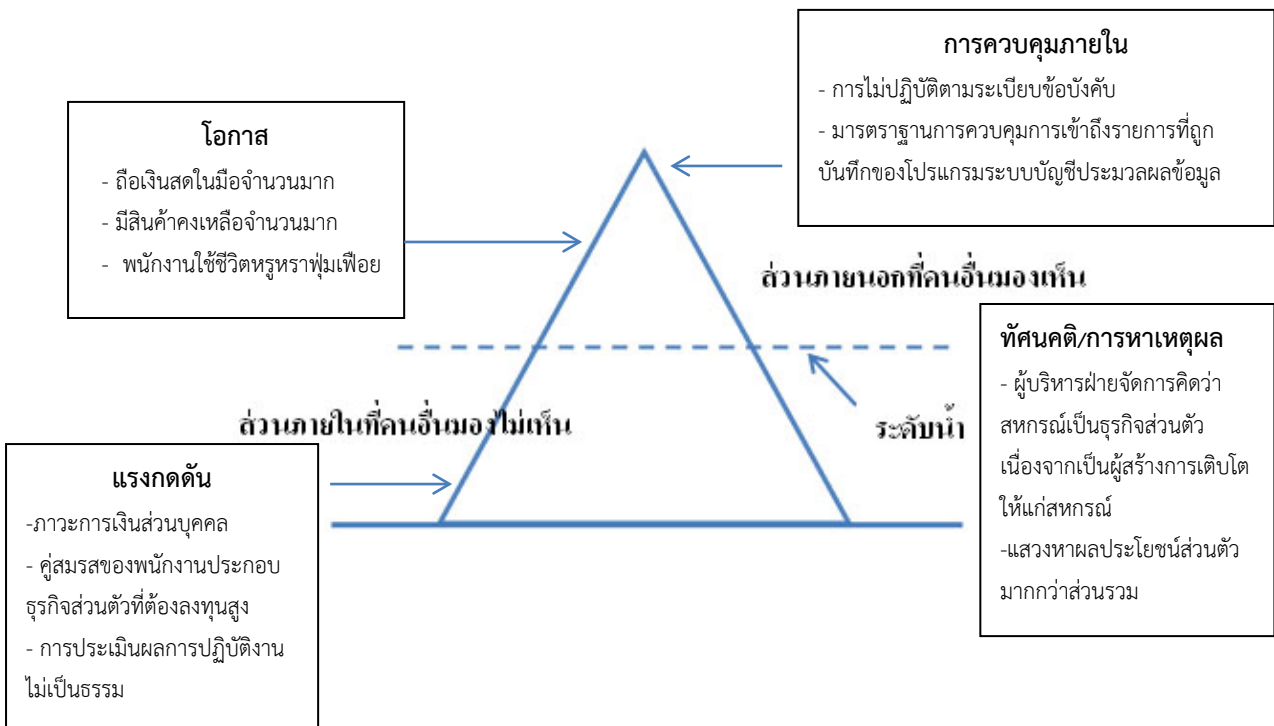 การควบคุมภายใน
- การไม่ปฏิบัติตามระเบียบข้อบังคับ
- มารตราฐานการควบคุมการเข้าถึงรายการที่ถูก
บันทึกของโปรแกรมระบบบัญชีประมวลผลข้อมูล
โอกาส
- ถือเงินสดในมือจำนวนมาก
- มีสินค้าคงเหลือจำนวนมาก
- พนักงานใช้ชีวิตหรูหราฟุ่มเฟือย
ส่วนภายนอกที่คนอื่นมองเห็น
ทัศนคติ/การหาเหตุผล
- ผู้บริหารฝ่ายจัดการคิดว่า
สหกรณ์เป็นธุรกิจส่วนตัว
เนื่องจากเป็นผู้สร้างการเติบโต
ให้แก่สหกรณ์
-แสวงหาผลประโยชน์ส่วนตัว
มากกว่าส่วนรวม
ส่วนภายในที่คนอื่นมองไม่เห็น
ระดับน้ำ
แรงกดดัน
-ภาวะการเงินส่วนบุคคล
- คู่สมรสของพนักงานประกอบ
ธุรกิจส่วนตัวที่ต้องลงทุนสูง
- การประเมินผลการปฏิบัติงาน
ไม่เป็นธรรม